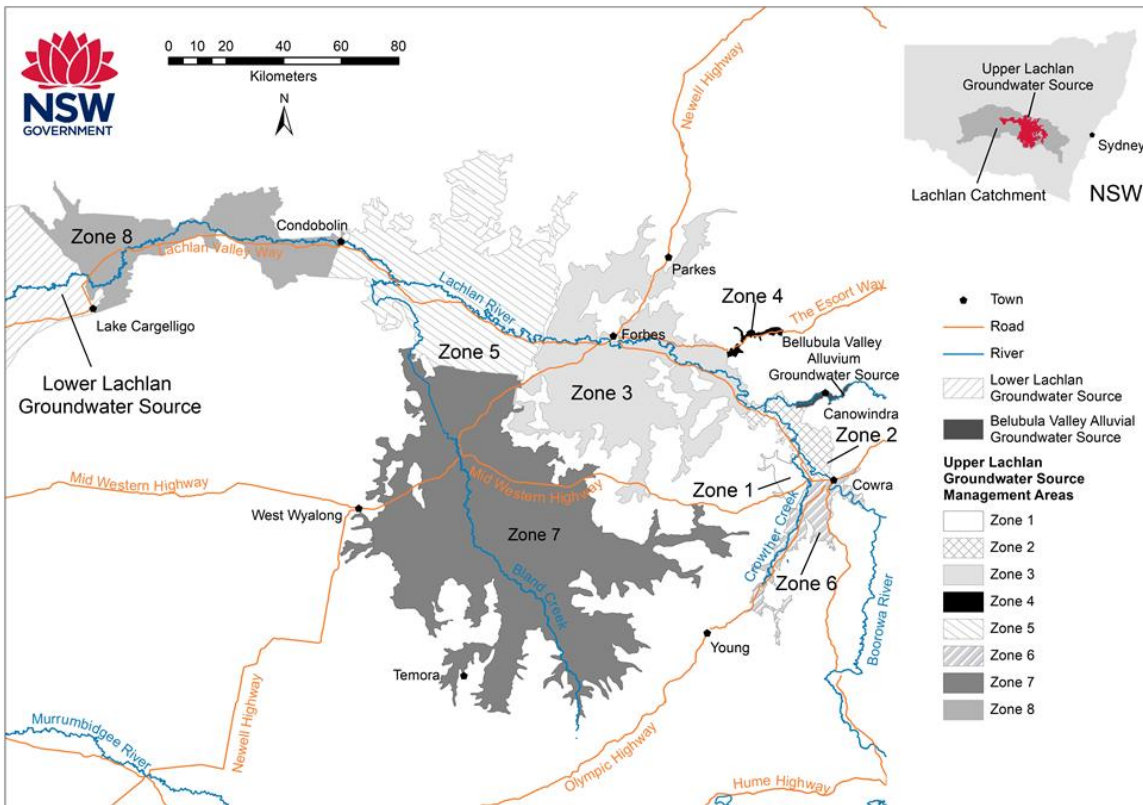 NSW
GOVERNMENT
0 5 10 20 40 60 80
Kilometers
N
Newell Highway
Upper Lachlan
Groundwater Source
Sydney
Lachlan Catchment
NSW
Zone 8
Condobolin
Lachlan Valley Way
Lake Cargelligo
Lower Lachlan
Groundwater Source
Lachlan River
Parkes
Forbes
Zone 4
The Escort Way
Bellubula Valley
Alluvium
Groundwater Source
Canowindra
Zone 5
Zone 3
Zone 2
Zone 1
Cowra
Mid Western Highway
Mid Western Highway
West Wyalong
Zone 7
Crowther Creek
Zone 6
Bland Creek
Boorowa River
Young
Temora
Murrumbidgee River
Newell Highway
Olympic Highway
Hume Highway
Town
Road
River
Lower Lachlan
Groundwater Source
Belubula Valley Alluvial
Groundwater Source
Upper Lachlan
Groundwater Source
Management Areas
Zone 1
Zone 2
Zone 3
Zone 4
Zone 5
Zone 6
Zone 7
Zone 8